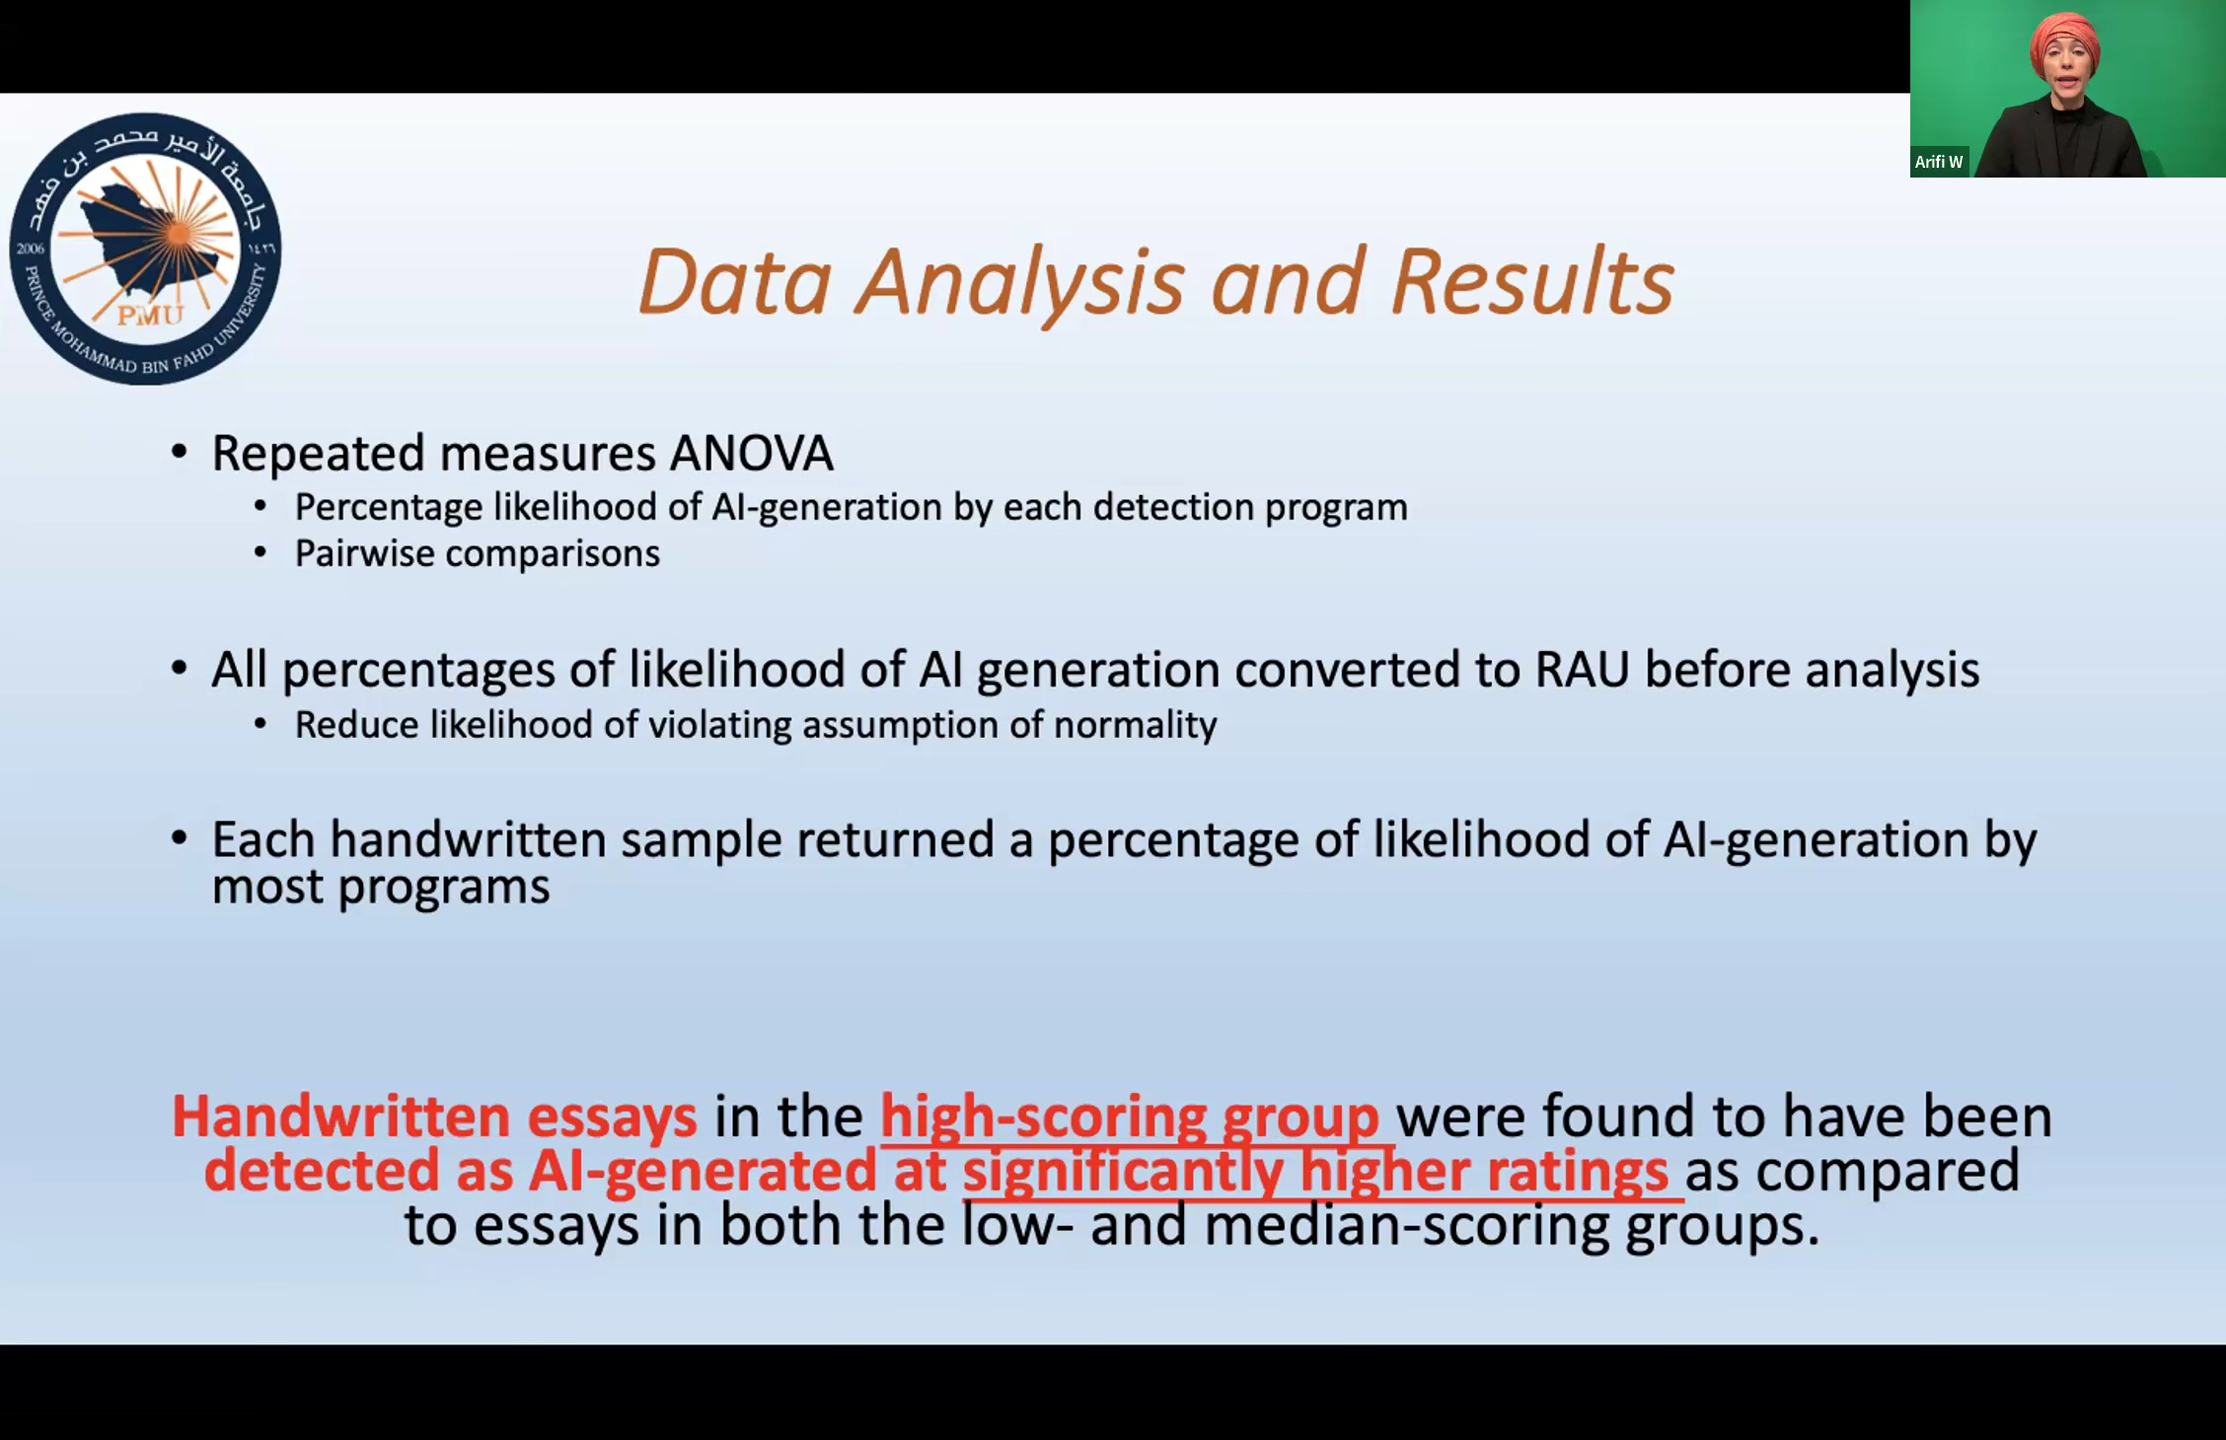 Arifi W
جامعة الأمير محمد بن فهد
2006
١٤٢٦
PMU
PRINCE MOHAMMAD BIN FAHD UNIVERSITY
Data Analysis and Results
• Repeated measures ANOVA
• Percentage likelihood of AI-generation by each detection program
• Pairwise comparisons
• All percentages of likelihood of AI generation converted to RAU before analysis
• Reduce likelihood of violating assumption of normality
• Each handwritten sample returned a percentage of likelihood of AI-generation by
most programs
Handwritten essays in the high-scoring group were found to have been
detected as AI-generated at significantly higher ratings as compared
to essays in both the low- and median-scoring groups.